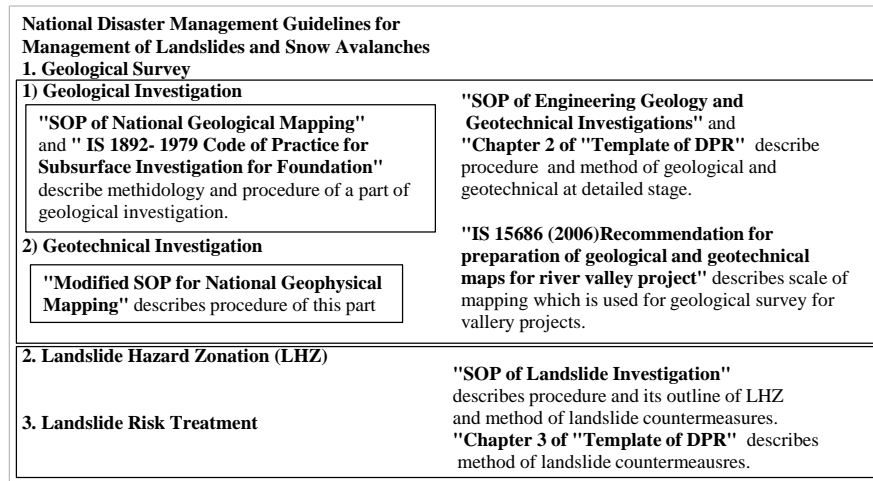 National Disaster Management Guidelines for
Management of Landslides and Snow Avalanches
1. Geological Survey
1) Geological Investigation
"SOP of National Geological Mapping"
and " IS 1892- 1979 Code of Practice for
Subsurface Investigation for Foundation"
describe methidology and procedure of a part of
geological investigation.
2) Geotechnical Investigation
"Modified SOP for National Geophysical
Mapping" describes procedure of this part
"SOP of Engineering Geology and
Geotechnical Investigations" and
"Chapter 2 of "Template of DPR" describe
procedure and method of geological and
geotechnical at detailed stage.
"IS 15686 (2006)Recommendation for
preparation of geological and geotechnical
maps for river valley project" describes scale of
mapping which is used for geological survey for
vallery projects.
2. Landslide Hazard Zonation (LHZ)
3. Landslide Risk Treatment
"SOP of Landslide Investigation"
describes procedure and its outline of LHZ
and method of landslide countermeasures.
"Chapter 3 of "Template of DPR" describes
method of landslide countermeausres.